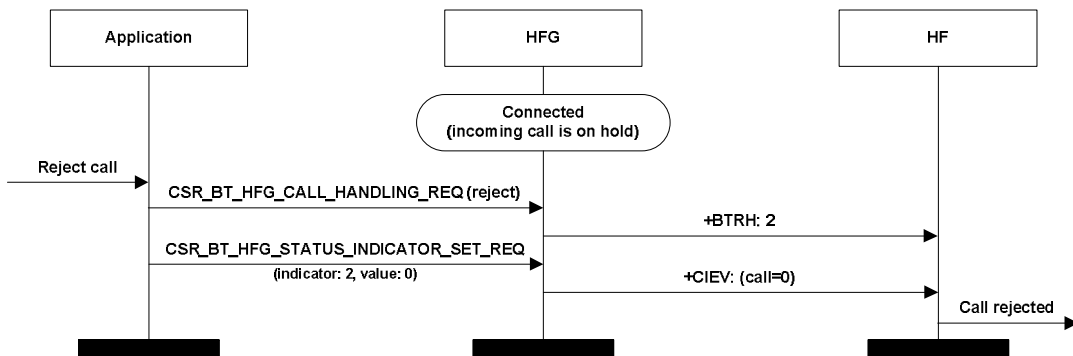 Application
HFG
HF
Connected
(incoming call is on hold)
Reject call
CSR_BT_HFG_CALL_HANDLING_REQ (reject)
+BTRH: 2
CSR_BT_HFG_STATUS_INDICATOR_SET_REQ
(indicator: 2, value: 0)
+CIEV: (call=0)
Call rejected